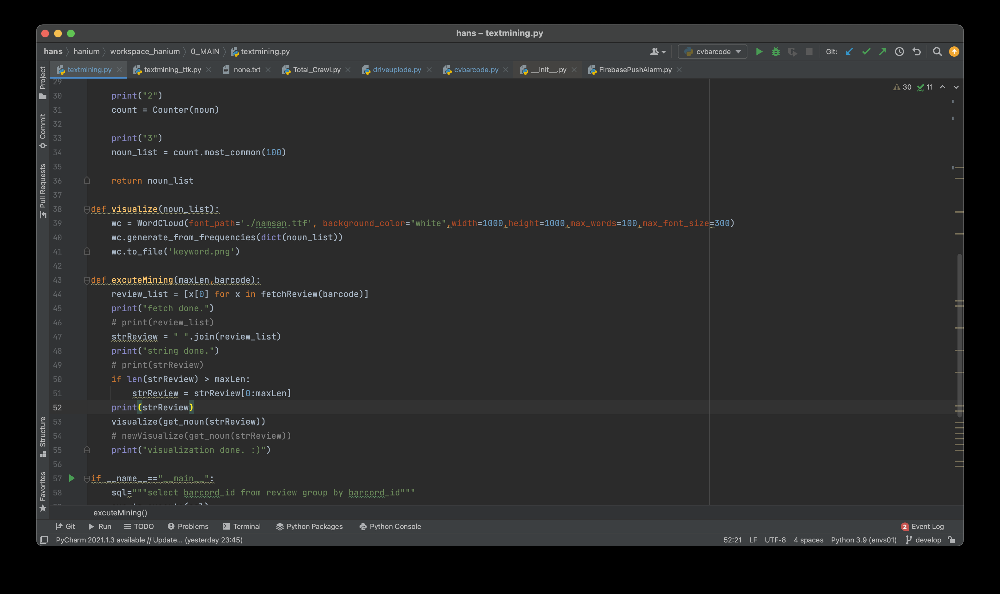 hans – textmining.py
hans hanium workspace_hanium 0_MAIN textmining.py cvbarcode Git:
textmining.py textmining_ttk.py none.txt Total_Crawl.py driveuplode.py cvbarcode.py __init__.py FirebasePushAlarm.py
Project
Commit
Pull Requests
Structure
Favorites
30 11
29
30 print("2")
31 count = Counter(noun)
32
33 print("3")
34 noun_list = count.most_common(100)
35
36 return noun_list
37
38 def visualize(noun_list):
39 wc = WordCloud(font_path='./namsan.ttf', background_color="white",width=1000,height=1000,max_words=100,max_font_size=300)
40 wc.generate_from_frequencies(dict(noun_list))
41 wc.to_file('keyword.png')
42
43 def excuteMining(maxLen,barcode):
44 review_list = [x[0] for x in fetchReview(barcode)]
45 print("fetch done.")
46 # print(review_list)
47 strReview = " ".join(review_list)
48 print("string done.")
49 # print(strReview)
50 if len(strReview) > maxLen:
51 strReview = strReview[0:maxLen]
52 print(strReview)
53 visualize(get_noun(strReview))
54 # newVisualize(get_noun(strReview))
55 print("visualization done. :)")
56
57 if __name__=="__main__":
58 sql="""select barcord_id from review group by barcord_id"""
excuteMining()
Git Run TODO Problems Terminal Python Packages Python Console 2 Event Log
PyCharm 2021.1.3 available // Update... (yesterday 23:45) 52:21 LF UTF-8 4 spaces Python 3.9 (envs01) develop